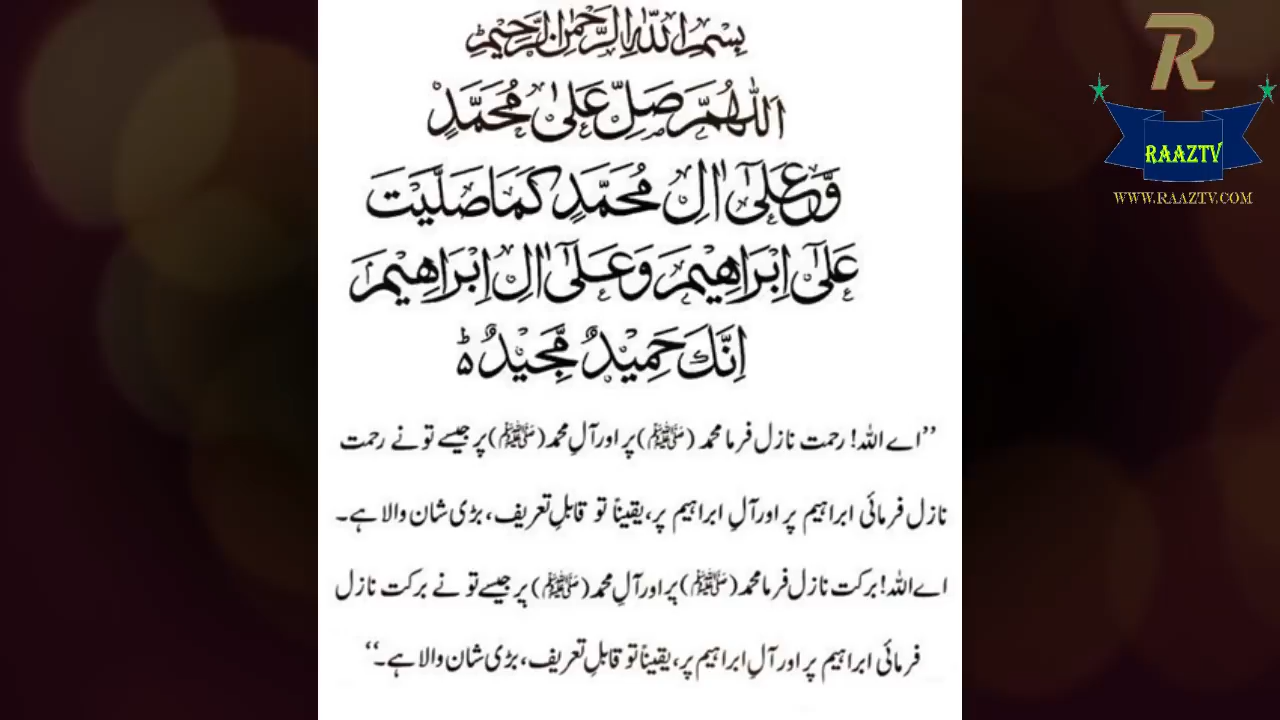 بِسْمِ اللّٰهِ الرَّحْمٰنِ الرَّحِيْمِ
اَللّٰهُمَّ صَلِّ عَلٰى مُحَمَّدٍ
وَّعَلٰٓى اٰلِ مُحَمَّدٍ كَمَا صَلَّيْتَ
عَلٰٓى اِبْرَاهِيْمَ وَعَلٰٓى اٰلِ اِبْرَاهِيْمَ
اِنَّكَ حَمِيْدٌ مَّجِيْدٌ ؕ
’’اے اللہ! رحمت نازل فرما محمد (ﷺ) پر اور آلِ محمد (ﷺ) پر جیسے تو نے رحمت
نازل فرمائی ابراہیم پر اور آلِ ابراہیم پر، یقیناً تو قابلِ تعریف، بڑی شان والا ہے۔
اے اللہ! برکت نازل فرما محمد (ﷺ) پر اور آلِ محمد (ﷺ) پر جیسے تو نے برکت نازل
فرمائی ابراہیم پر اور آلِ ابراہیم پر، یقیناً تو قابلِ تعریف، بڑی شان والا ہے۔‘‘
R
RAAZTV
WWW.RAAZTV.COM